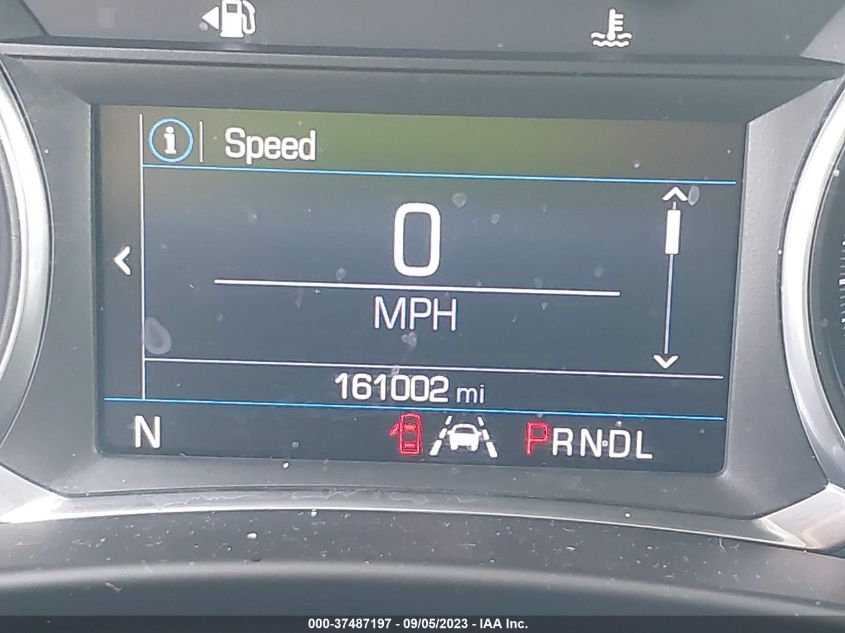 i Speed
0
MPH
161002 mi
N PRNDL
000-37487197 - 09/05/2023 - IAA Inc.